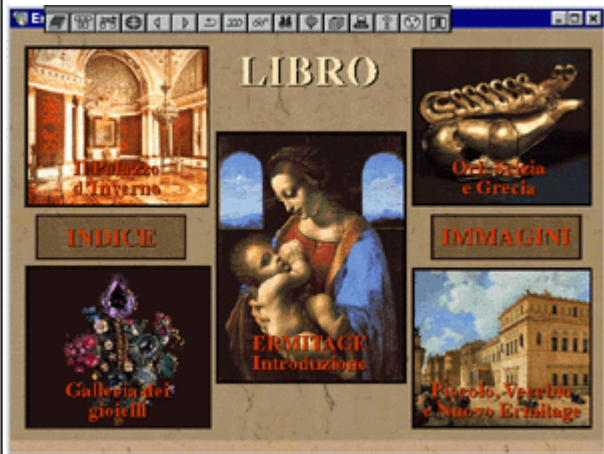 LIBRO
Il Palazzo
d'Inverno
Ori: Scizia
e Grecia
INDICE
IMMAGINI
ERMITAGE
Introduzione
Galleria dei
gioielli
Piccolo, Vecchio
e Nuovo Ermitage